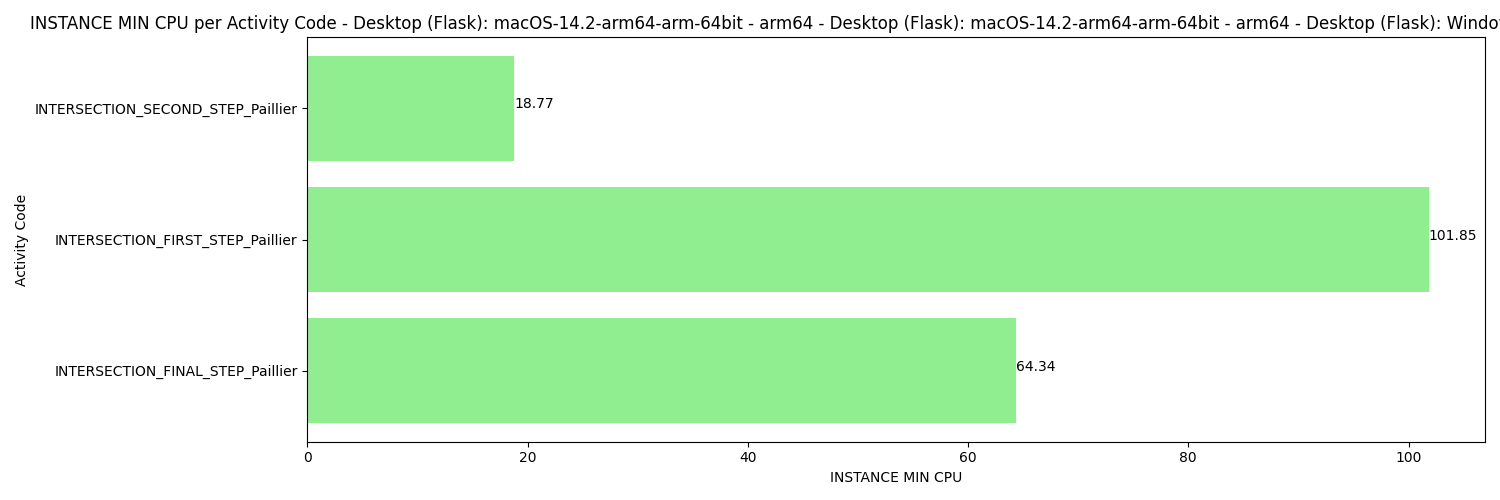 INSTANCE MIN CPU per Activity Code - Desktop (Flask): macOS-14.2-arm64-arm-64bit - arm64 - Desktop (Flask): macOS-14.2-arm64-arm-64bit - arm64 - Desktop (Flask):
INTERSECTION_SECOND_STEP_Paillier
18.77
INTERSECTION_FIRST_STEP_Paillier
101.85
INTERSECTION_FINAL_STEP_Paillier
64.34
Activity Code
0 20 40 60 80 100
INSTANCE MIN CPU